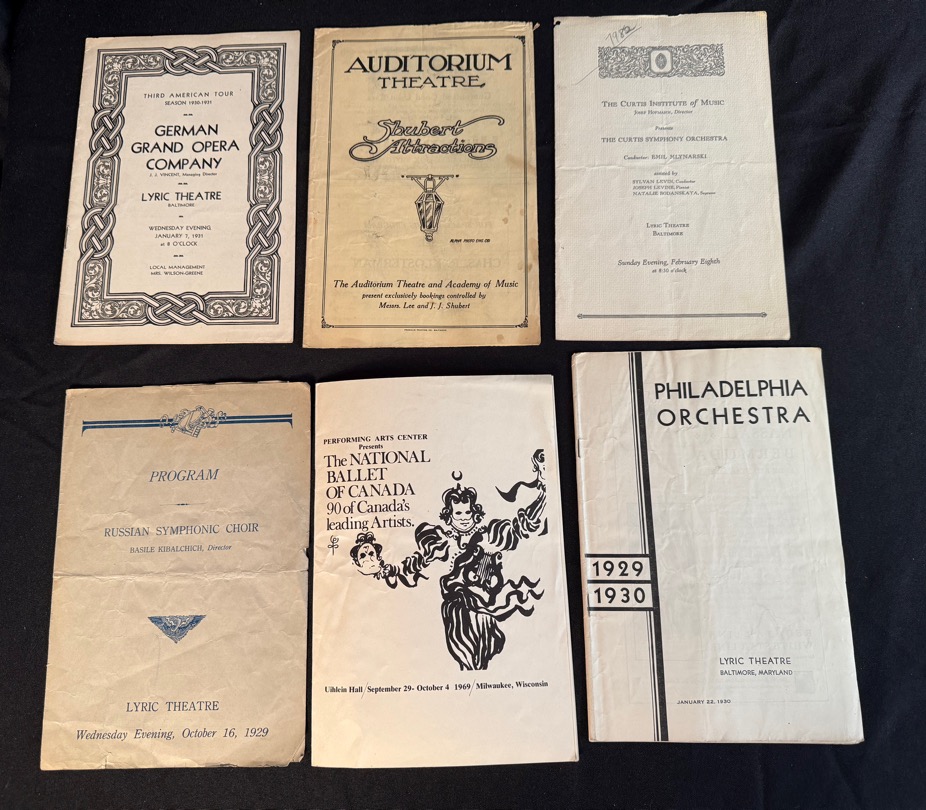 THIRD AMERICAN TOUR
SEASON 1930-1931
GERMAN
GRAND OPERA
COMPANY
J. J. VINCENT, Managing Director
LYRIC THEATRE
BALTIMORE
WEDNESDAY EVENING
JANUARY 7, 1931
at 8 O'CLOCK
LOCAL MANAGEMENT
MRS. WILSON-GREENE
AUDITORIUM
THEATRE.
Shubert
Attractions
ALPHA PHOTO ENG CO
The Auditorium Theatre and Academy of Music
present exclusively bookings controlled by
Messrs. Lee and J. J. Shubert
1982
THE CURTIS INSTITUTE of MUSIC
JOSEF HOFMANN, Director
Presents
THE CURTIS SYMPHONY ORCHESTRA
Conductor: EMIL MLYNARSKI
assisted by
SYLVAN LEVIN, Conductor
JOSEPH LEVINE, Pianist
NATALIE BODANSKAYA, Soprano
LYRIC THEATRE
BALTIMORE
Sunday Evening, February Eighth
at 8:30 o'clock
PROGRAM
RUSSIAN SYMPHONIC CHOIR
BASILE KIBALCHICH, Director
LYRIC THEATRE
Wednesday Evening, October 16, 1929
PERFORMING ARTS CENTER
Presents
The NATIONAL
BALLET
OF CANADA
90 of Canada's
leading Artists.
Uihlein Hall/September 29- October 4 1969/Milwaukee, Wisconsin
PHILADELPHIA
ORCHESTRA
1929
1930
LYRIC THEATRE
BALTIMORE, MARYLAND
JANUARY 22, 1930